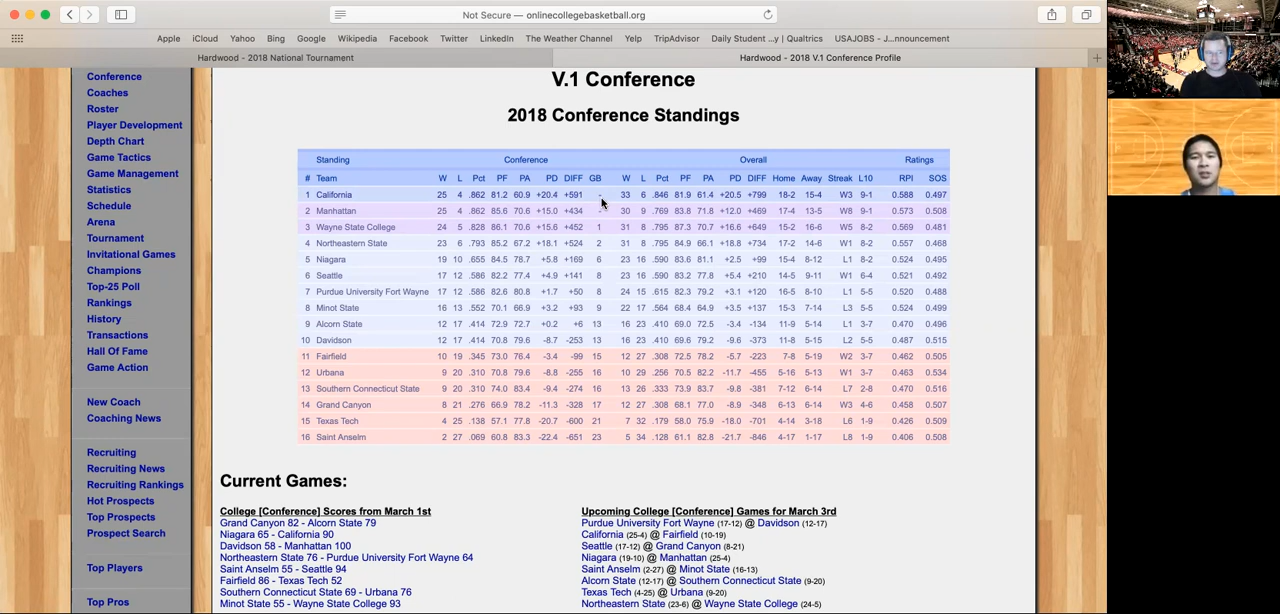 Not Secure — onlinecollegebasketball.org
Apple iCloud Yahoo Bing Google Wikipedia Facebook Twitter LinkedIn The Weather Channel Yelp TripAdvisor Daily Student ...y | Qualtrics USAJOBS - J...nnouncement
Hardwood - 2018 National Tournament Hardwood - 2018 V.1 Conference Profile +
Conference
Coaches
Roster
Player Development
Depth Chart
Game Tactics
Game Management
Statistics
Schedule
Arena
Tournament
Invitational Games
Champions
Top-25 Poll
Rankings
History
Transactions
Hall Of Fame
Game Action
New Coach
Coaching News
Recruiting
Recruiting News
Recruiting Rankings
Hot Prospects
Top Prospects
Prospect Search
Top Players
Top Pros
V.1 Conference
2018 Conference Standings
Standing Conference Overall Ratings
# Team W L Pct PF PA PD DIFF GB W L Pct PF PA PD DIFF Home Away Streak L10 RPI SOS
1 California 25 4 .862 81.2 60.9 +20.4 +591 - 33 6 .846 81.9 61.4 +20.5 +799 18-2 15-4 W3 9-1 0.588 0.497
2 Manhattan 25 4 .862 85.6 70.6 +15.0 +434 - 30 9 .769 83.8 71.8 +12.0 +469 17-4 13-5 W8 9-1 0.573 0.508
3 Wayne State College 24 5 .828 86.1 70.6 +15.6 +452 1 31 8 .795 87.3 70.7 +16.6 +649 15-2 16-6 W5 8-2 0.569 0.481
4 Northeastern State 23 6 .793 85.2 67.2 +18.1 +524 2 31 8 .795 84.9 66.1 +18.8 +734 17-2 14-6 W1 8-2 0.557 0.468
5 Niagara 19 10 .655 84.5 78.7 +5.8 +169 6 23 16 .590 83.6 81.1 +2.5 +99 15-4 8-12 L1 8-2 0.524 0.495
6 Seattle 17 12 .586 82.2 77.4 +4.9 +141 8 23 16 .590 83.2 77.8 +5.4 +210 14-5 9-11 W1 6-4 0.521 0.492
7 Purdue University Fort Wayne 17 12 .586 82.6 80.8 +1.7 +50 8 24 15 .615 82.3 79.2 +3.1 +120 16-5 8-10 L1 5-5 0.520 0.488
8 Minot State 16 13 .552 70.1 66.9 +3.2 +93 9 22 17 .564 68.4 64.9 +3.5 +137 15-3 7-14 L3 5-5 0.524 0.499
9 Alcorn State 12 17 .414 72.9 72.7 +0.2 +6 13 16 23 .410 69.0 72.5 -3.4 -134 11-9 5-14 L1 3-7 0.470 0.496
10 Davidson 12 17 .414 70.8 79.6 -8.7 -253 13 16 23 .410 69.6 79.2 -9.6 -373 11-8 5-15 L2 5-5 0.487 0.515
11 Fairfield 10 19 .345 73.0 76.4 -3.4 -99 15 12 27 .308 72.5 78.2 -5.7 -223 7-8 5-19 W2 3-7 0.462 0.505
12 Urbana 9 20 .310 70.8 79.6 -8.8 -255 16 10 29 .256 70.5 82.2 -11.7 -455 5-16 5-13 W1 3-7 0.463 0.534
13 Southern Connecticut State 9 20 .310 74.0 83.4 -9.4 -274 16 13 26 .333 73.9 83.7 -9.8 -381 7-12 6-14 L7 2-8 0.470 0.516
14 Grand Canyon 8 21 .276 66.9 78.2 -11.3 -328 17 12 27 .308 68.1 77.0 -8.9 -348 6-13 6-14 W3 4-6 0.458 0.507
15 Texas Tech 4 25 .138 57.1 77.8 -20.7 -600 21 7 32 .179 58.0 75.9 -18.0 -701 4-14 3-18 L6 1-9 0.426 0.509
16 Saint Anselm 2 27 .069 60.8 83.3 -22.4 -651 23 5 34 .128 61.1 82.8 -21.7 -846 4-17 1-17 L8 1-9 0.406 0.508
Current Games:
College [Conference] Scores from March 1st
Grand Canyon 82 - Alcorn State 79
Niagara 65 - California 90
Davidson 58 - Manhattan 100
Northeastern State 76 - Purdue University Fort Wayne 64
Saint Anselm 55 - Seattle 94
Fairfield 86 - Texas Tech 52
Southern Connecticut State 69 - Urbana 76
Minot State 55 - Wayne State College 93
Upcoming College [Conference] Games for March 3rd
Purdue University Fort Wayne (17-12) @ Davidson (12-17)
California (25-4) @ Fairfield (10-19)
Seattle (17-12) @ Grand Canyon (8-21)
Niagara (19-10) @ Manhattan (25-4)
Saint Anselm (2-27) @ Minot State (16-13)
Alcorn State (12-17) @ Southern Connecticut State (9-20)
Texas Tech (4-25) @ Urbana (9-20)
Northeastern State (23-6) @ Wayne State College (24-5)